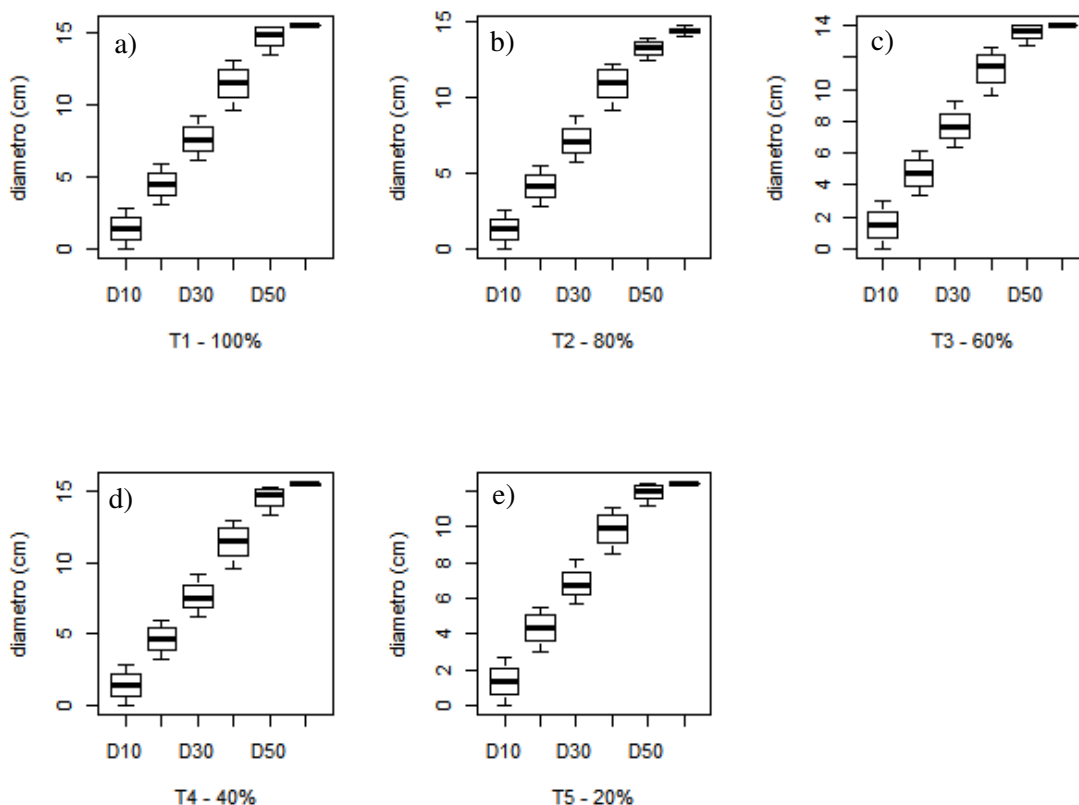 a)
diametro (cm)
0 5 10 15
D10 D30 D50
T1 - 100%
b)
diametro (cm)
0 5 10 15
D10 D30 D50
T2 - 80%
c)
diametro (cm)
0 2 4 6 8 10 14
D10 D30 D50
T3 - 60%
d)
diametro (cm)
0 5 10 15
D10 D30 D50
T4 - 40%
e)
diametro (cm)
0 2 4 6 8 10
D10 D30 D50
T5 - 20%